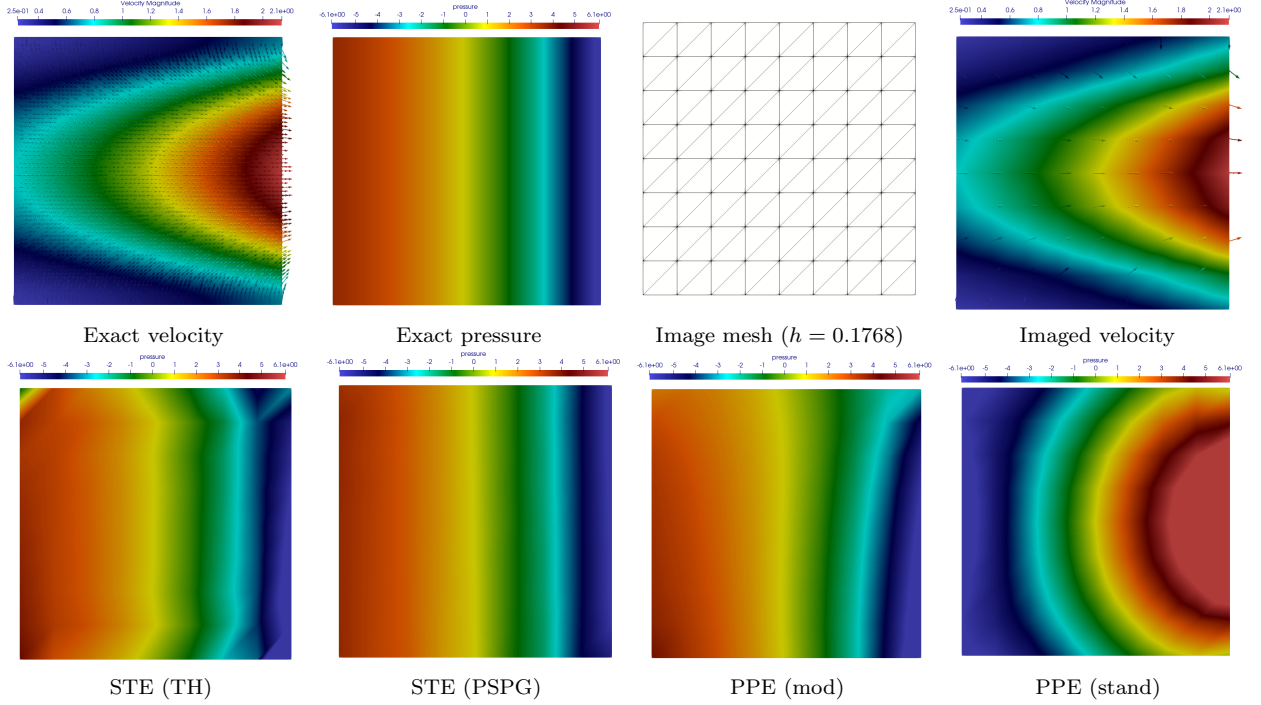 Velocity Magnitude
2.5e-01 0.4 0.6 0.8 1 1.2 1.4 1.6 1.8 2 2.1e+00
pressure
-6.1e+00 -4 -3 -2 -1 0 1 2 3 4 6.1e+00
Velocity Magnitude
2.5e-01 0.4 0.6 0.8 1 1.2 1.4 1.6 1.8 2 2.1e+00
Exact velocity
Exact pressure
Image mesh (h = 0.1768)
Imaged velocity
pressure
-6.1e+00 -5 -4 -3 -2 -1 0 1 2 3 4 5 6.1e+00
pressure
-6.1e+00 -5 -4 -3 -2 -1 0 1 2 3 4 5 6.1e+00
pressure
-6.1e+00 -5 -4 -3 -2 -1 0 1 2 3 4 5 6.1e+00
pressure
-6.1e+00 -5 -4 -3 -2 -1 0 1 2 3 4 5 6.1e+00
STE (TH)
STE (PSPG)
PPE (mod)
PPE (stand)